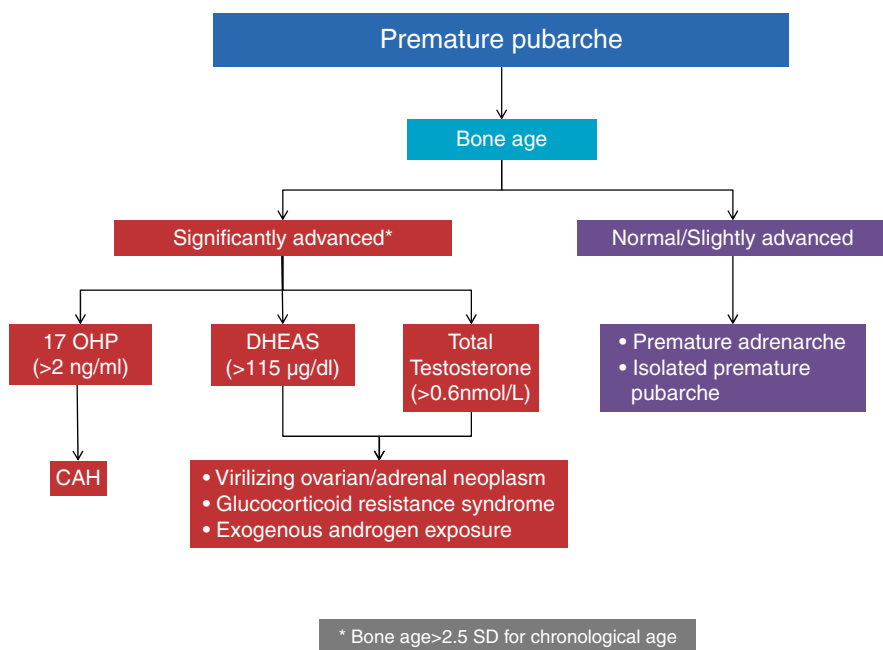 Premature pubarche
Bone age
Significantly advanced*
Normal/Slightly advanced
17 OHP
(>2 ng/ml)
DHEAS
(>115 µg/dl)
Total
Testosterone
(>0.6nmol/L)
• Premature adrenarche
• Isolated premature
pubarche
CAH
• Virilizing ovarian/adrenal neoplasm
• Glucocorticoid resistance syndrome
• Exogenous androgen exposure
* Bone age>2.5 SD for chronological age